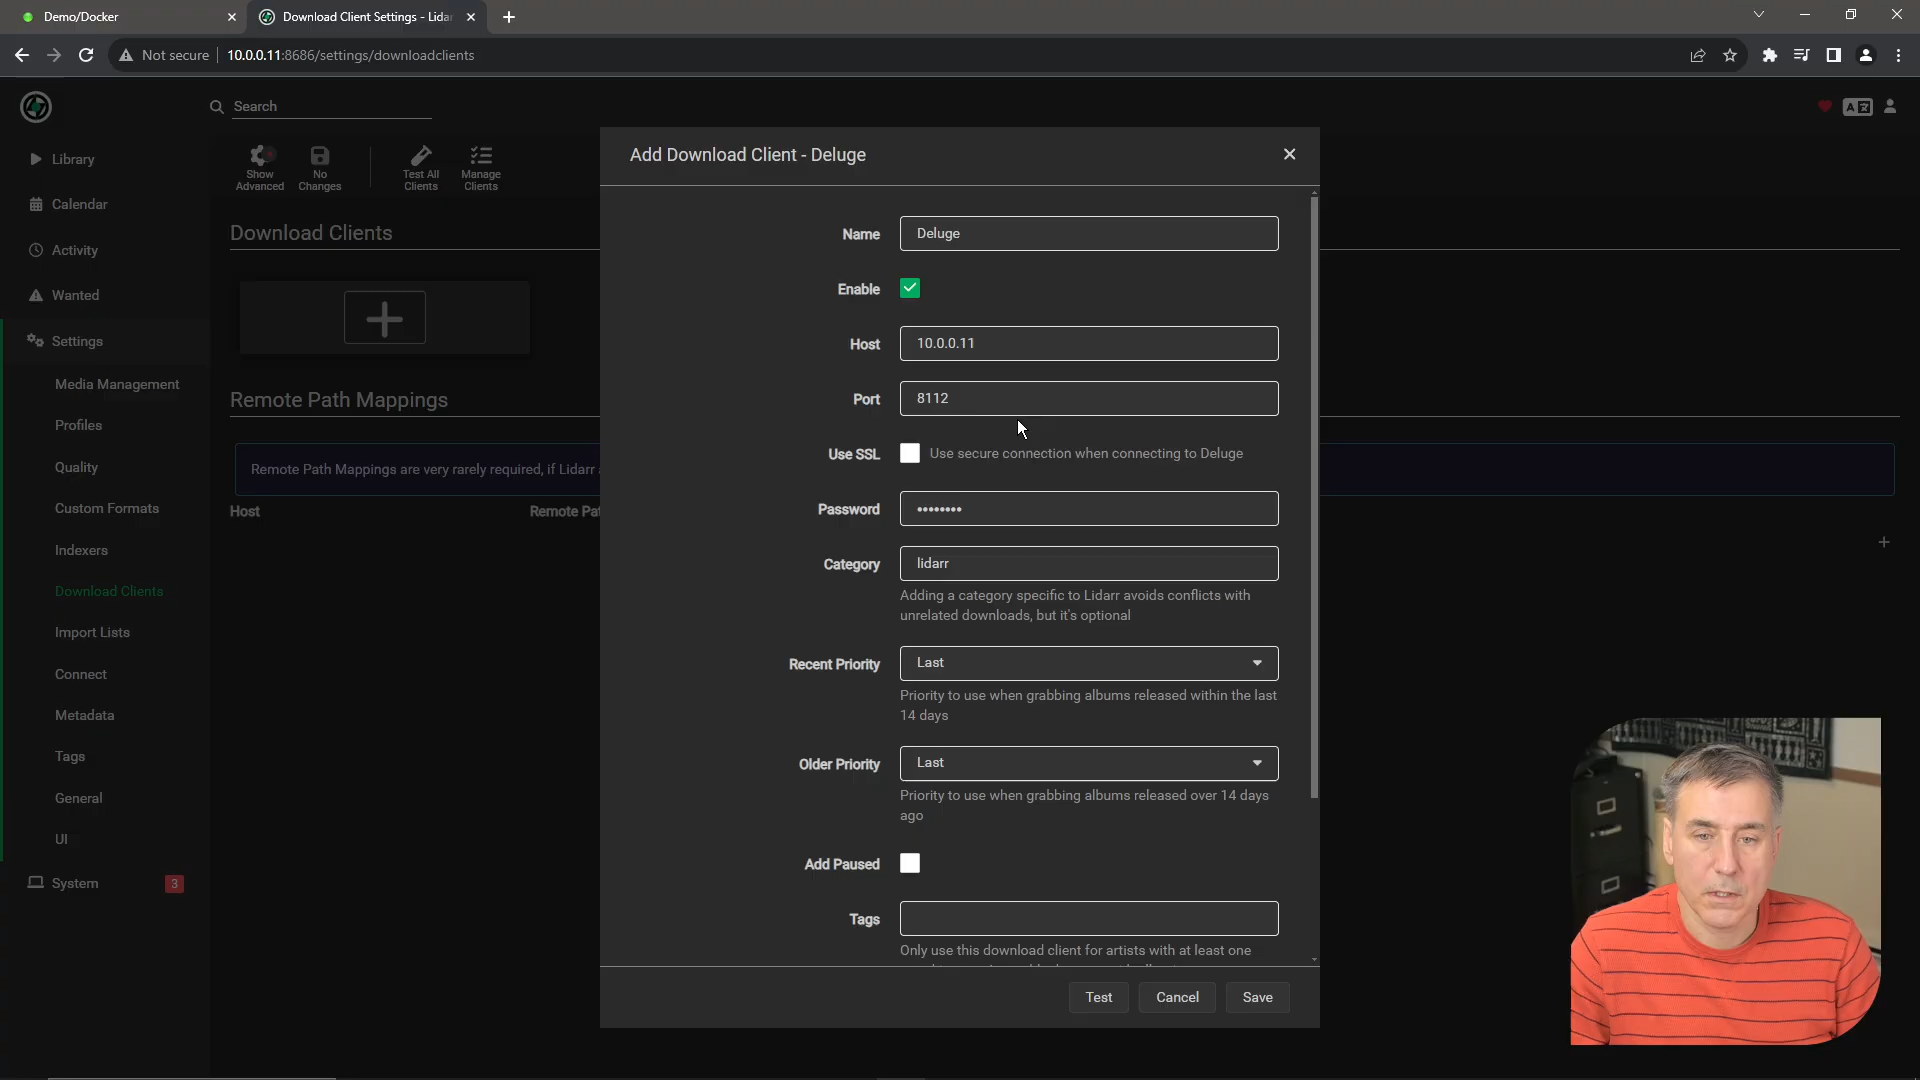 Demo/Docker
Download Client Settings - Lidar
Not secure
10.0.0.11:8686/settings/downloadclients
Search
Library
Calendar
Activity
Wanted
Settings
Media Management
Profiles
Quality
Custom Formats
Indexers
Download Clients
Import Lists
Connect
Metadata
Tags
General
UI
System
3
Show
Advanced
No
Changes
Test All
Clients
Manage
Clients
Download Clients
Remote Path Mappings
Remote Path Mappings are very rarely required, if Lidarr
Host
Remote Pat
Add Download Client - Deluge
Name
Deluge
Enable
Host
10.0.0.11
Port
8112
Use SSL
Use secure connection when connecting to Deluge
Password
••••••••
Category
lidarr
Adding a category specific to Lidarr avoids conflicts with
unrelated downloads, but it's optional
Recent Priority
Last
Priority to use when grabbing albums released within the last
14 days
Older Priority
Last
Priority to use when grabbing albums released over 14 days
ago
Add Paused
Tags
Only use this download client for artists with at least one
Test
Cancel
Save